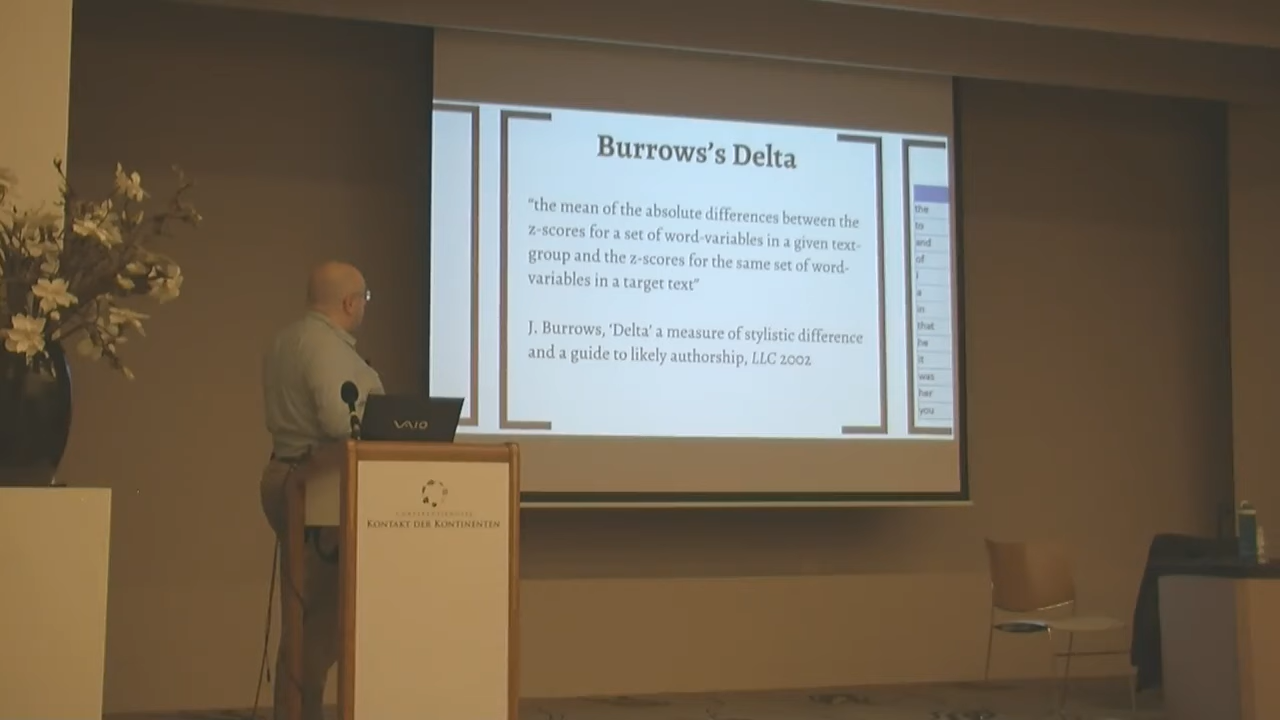 Burrows's Delta
“the mean of the absolute differences between the
z-scores for a set of word-variables in a given text-
group and the z-scores for the same set of word-
variables in a target text”
J. Burrows, ‘Delta’ a measure of stylistic difference
and a guide to likely authorship, LLC 2002
the
to
and
of
I
a
in
that
he
it
was
her
you
VAIO
KONTAKT DER KONTINENTEN